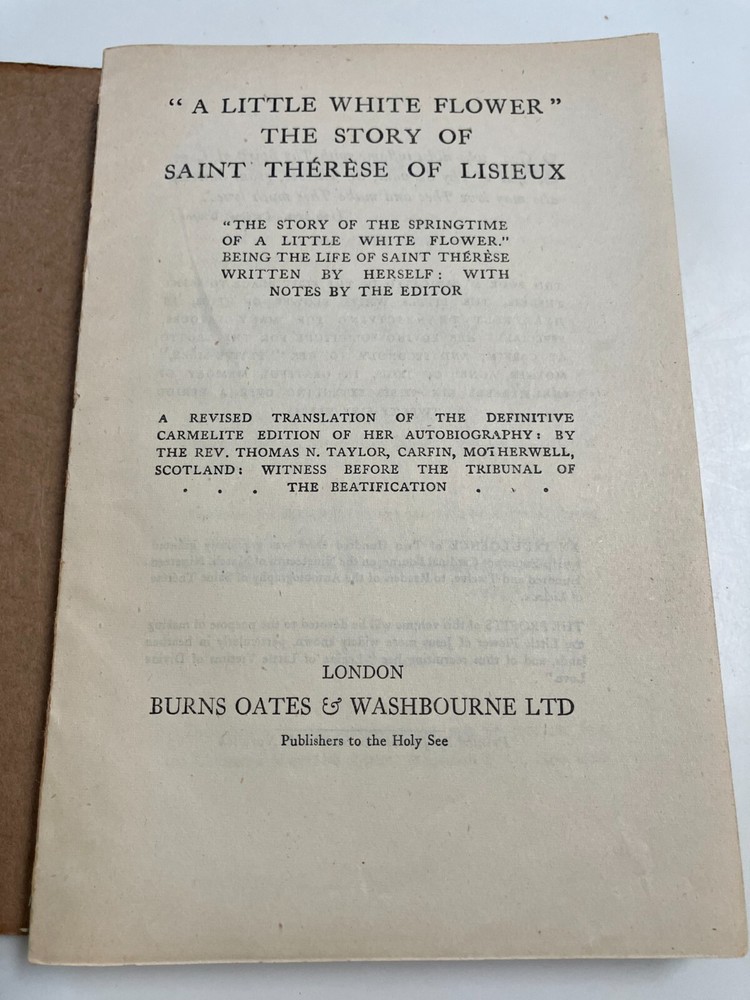 “ A LITTLE WHITE FLOWER ”
THE STORY OF
SAINT THÉRÈSE OF LISIEUX
“THE STORY OF THE SPRINGTIME
OF A LITTLE WHITE FLOWER.”
BEING THE LIFE OF SAINT THÉRÈSE
WRITTEN BY HERSELF: WITH
NOTES BY THE EDITOR
A REVISED TRANSLATION OF THE DEFINITIVE
CARMELITE EDITION OF HER AUTOBIOGRAPHY: BY
THE REV. THOMAS N. TAYLOR, CARFIN, MOTHERWELL,
SCOTLAND: WITNESS BEFORE THE TRIBUNAL OF
. . . THE BEATIFICATION . . .
LONDON
BURNS OATES & WASHBOURNE LTD
Publishers to the Holy See